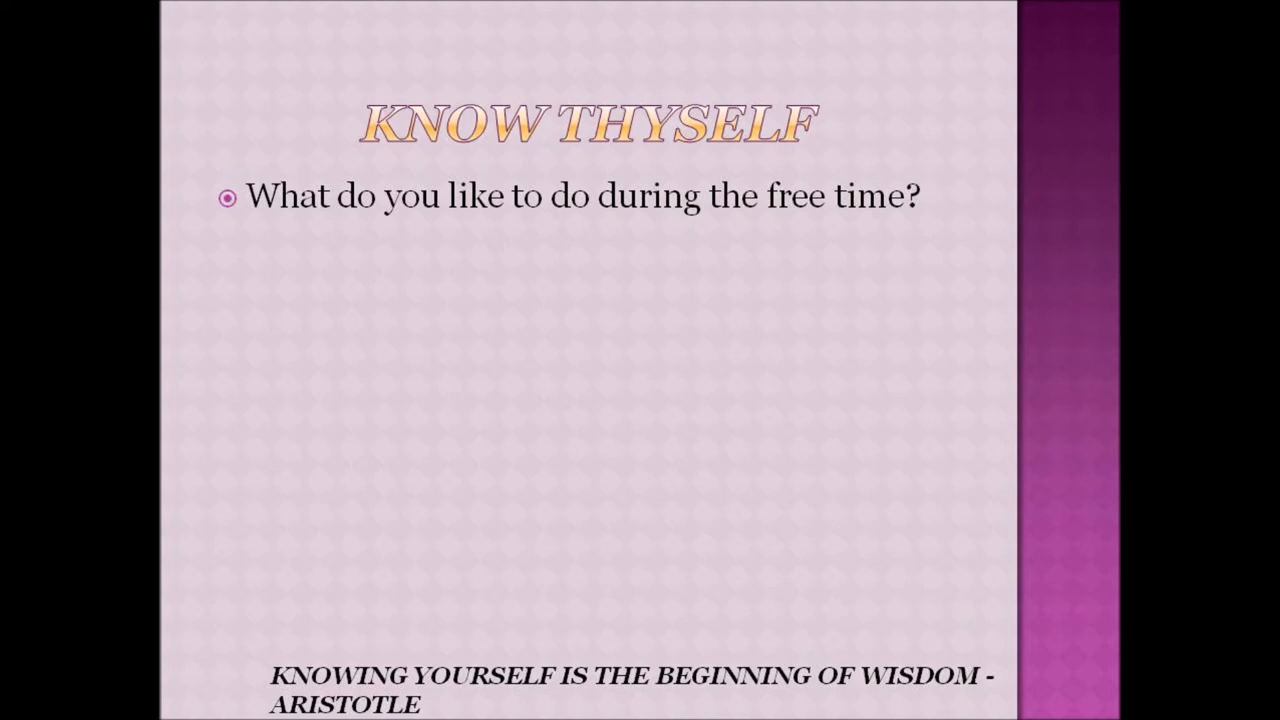 KNOW THYSELF
What do you like to do during the free time?
KNOWING YOURSELF IS THE BEGINNING OF WISDOM -
ARISTOTLE